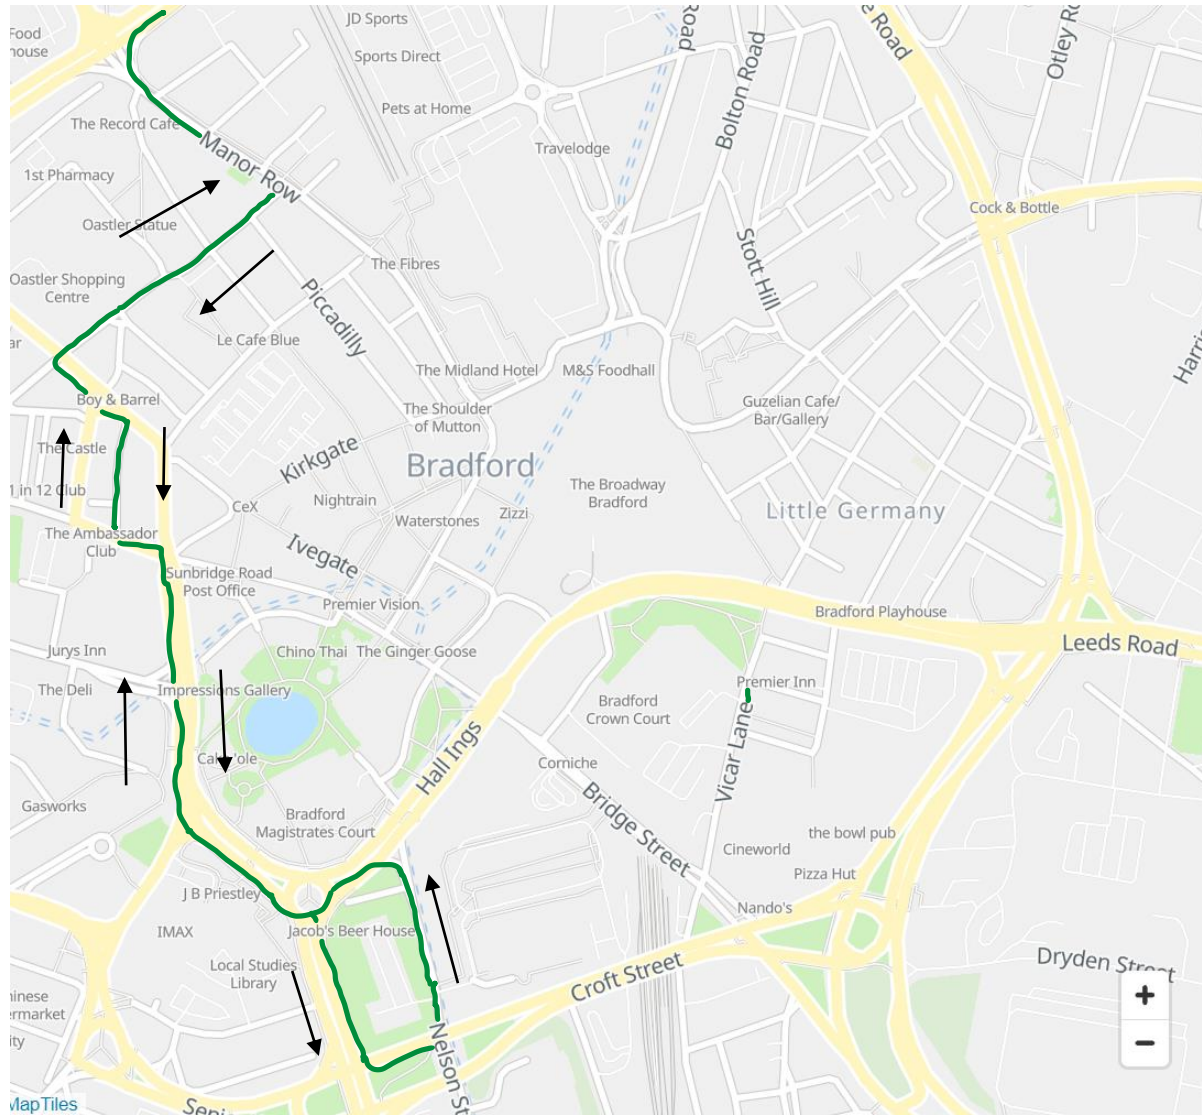 Food
house
JD Sports
Sports Direct
Pets at Home
Road
Bolton Road
e Road
Otley Ro
The Record Cafe
Manor Row
Travelodge
1st Pharmacy
Oastler Statue
Cock & Bottle
Stott Hill
The Fibres
Oastler Shopping
Centre
Piccadilly
Le Cafe Blue
ar
Harris
The Midland Hotel
M&S Foodhall
Boy & Barrel
The Shoulder
of Mutton
Guzelian Cafe/
Bar/Gallery
The Castle
Kirkgate
Bradford
1 in 12 Club
Nightrain
The Broadway
Bradford
CeX
Waterstones
Zizzi
Little Germany
The Ambassador
Club
Ivegate
Sunbridge Road
Post Office
Premier Vision
Bradford Playhouse
Leeds Road
Jurys Inn
Chino Thai
The Ginger Goose
The Deli
Impressions Gallery
Premier Inn
Bradford
Crown Court
Hall Ings
Vicar Lane
Corniche
Bridge Street
Gasworks
Bradford
Magistrates Court
the bowl pub
Cineworld
Pizza Hut
J B Priestley
Nando's
IMAX
Jacob's Beer House
Local Studies
Library
Croft Street
Dryden Street
hinese
ermarket
ity
+
−
Nelson St
MapTiles